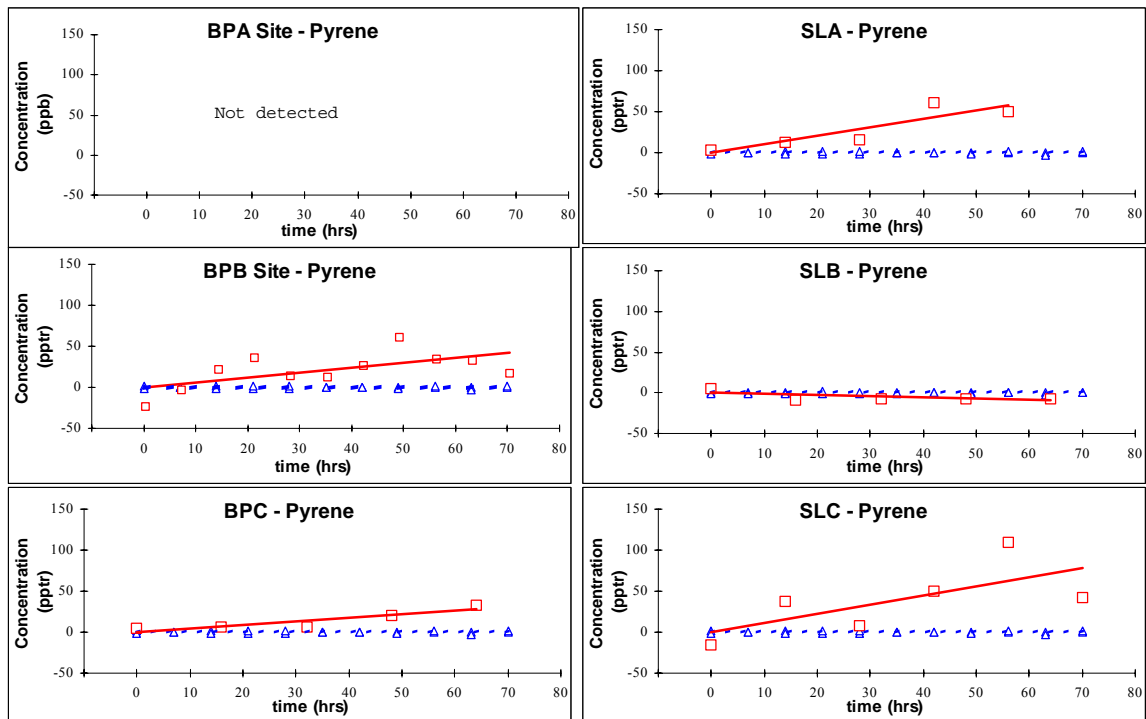 BPA Site - Pyrene
Concentration
(ppb)
150
100
50
0
-50
Not detected
0 10 20 30 40 50 60 70 80
time (hrs)
SLA - Pyrene
Concentration
(pptr)
150
100
50
0
-50
0 10 20 30 40 50 60 70 80
time (hrs)
BPB Site - Pyrene
Concentration
(pptr)
150
100
50
0
-50
0 10 20 30 40 50 60 70 80
time (hrs)
SLB - Pyrene
Concentration
(pptr)
150
100
50
0
-50
0 10 20 30 40 50 60 70 80
time (hrs)
BPC - Pyrene
Concentration
(pptr)
150
100
50
0
-50
0 10 20 30 40 50 60 70 80
time (hrs)
SLC - Pyrene
Concentration
(pptr)
150
100
50
0
-50
0 10 20 30 40 50 60 70 80
time (hrs)